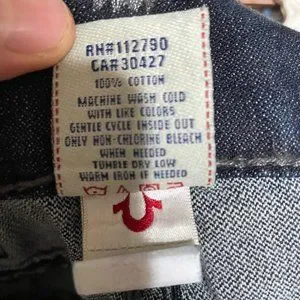 RN#112790
CA#30427
100% COTTON
MACHINE WASH COLD
WITH LIKE COLORS
GENTLE CYCLE INSIDE OUT
ONLY NON-CHLORINE BLEACH
WHEN NEEDED
TUMBLE DRY LOW
WARM IRON IF NEEDED